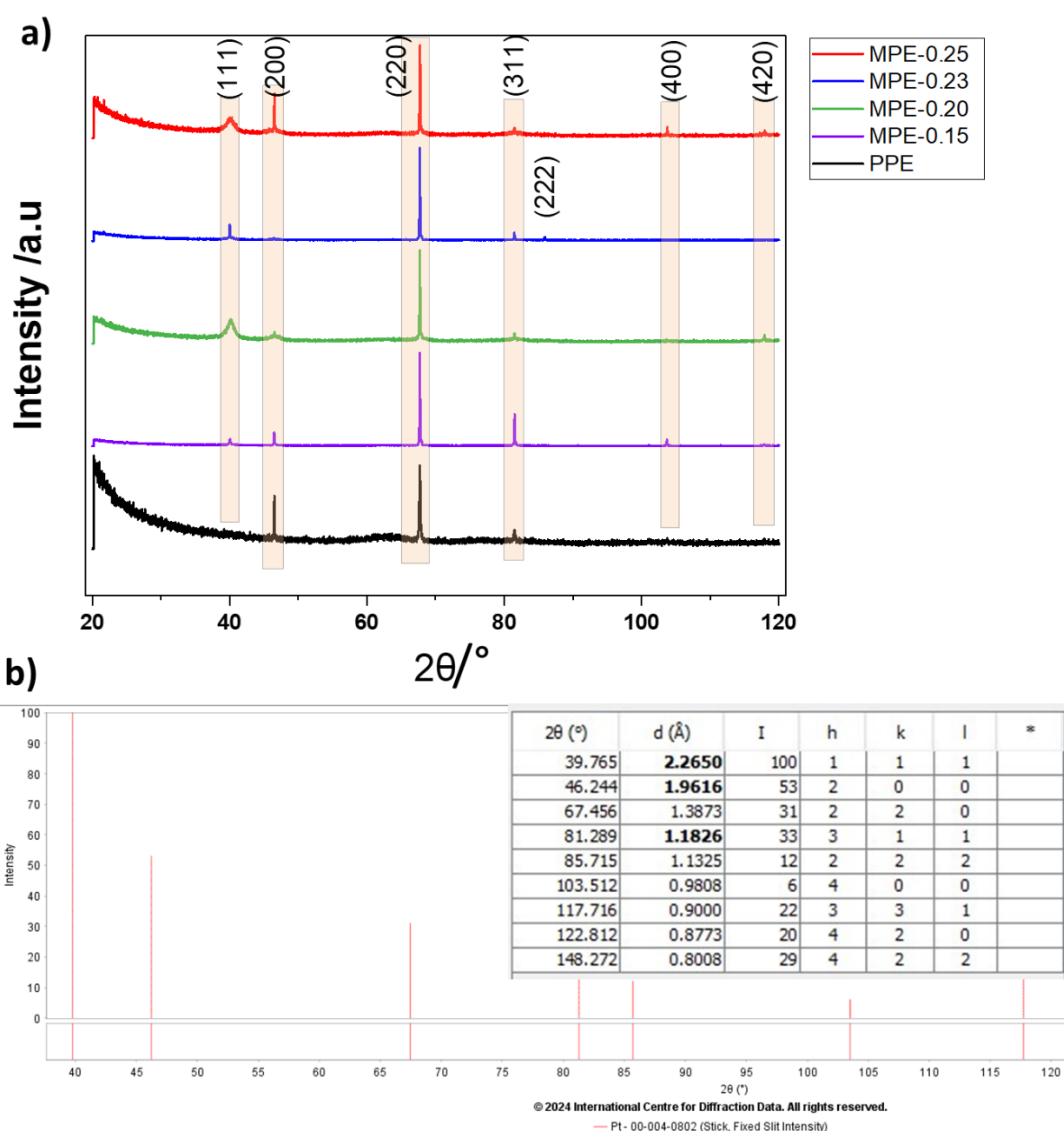 a)
(111)
(200)
(220)
(311)
(400)
(420)
(222)
MPE-0.25
MPE-0.23
MPE-0.20
MPE-0.15
PPE
Intensity /a.u
20 40 60 80 100 120
2θ/°
b)
100
90
80
70
60
50
40
30
20
10
0
Intensity
2θ (°) d (Å) I h k l *
39.765 2.2650 100 1 1 1
46.244 1.9616 53 2 0 0
67.456 1.3873 31 2 2 0
81.289 1.1826 33 3 1 1
85.715 1.1325 12 2 2 2
103.512 0.9808 6 4 0 0
117.716 0.9000 22 3 3 1
122.812 0.8773 20 4 2 0
148.272 0.8008 29 4 2 2
40 45 50 55 60 65 70 75 80 85 90 95 100 105 110 115 120
2θ (°)
© 2024 International Centre for Diffraction Data. All rights reserved.
Pt - 00-004-0802 (Stick, Fixed Slit Intensity)